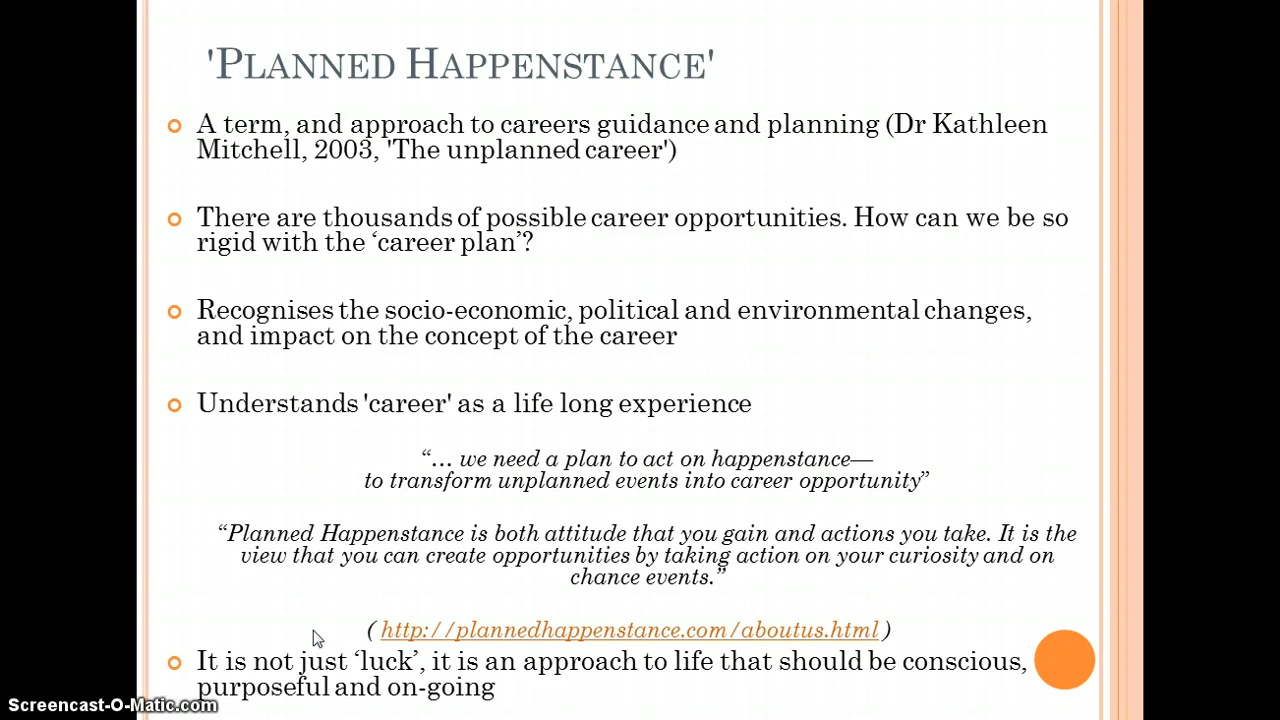 'Planned Happenstance'
A term, and approach to careers guidance and planning (Dr Kathleen
Mitchell, 2003, 'The unplanned career')
There are thousands of possible career opportunities. How can we be so
rigid with the ‘career plan’?
Recognises the socio-economic, political and environmental changes,
and impact on the concept of the career
Understands 'career' as a life long experience
“… we need a plan to act on happenstance—
to transform unplanned events into career opportunity”
“Planned Happenstance is both attitude that you gain and actions you take. It is the
view that you can create opportunities by taking action on your curiosity and on
chance events.”
( http://plannedhappenstance.com/aboutus.html )
It is not just ‘luck’, it is an approach to life that should be conscious,
purposeful and on-going
Screencast-O-Matic.com